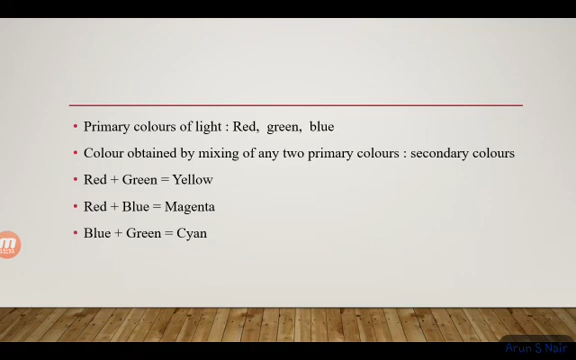 • Primary colours of light : Red, green, blue
• Colour obtained by mixing of any two primary colours : secondary colours
• Red + Green = Yellow
• Red + Blue = Magenta
• Blue + Green = Cyan
Arun S Nair